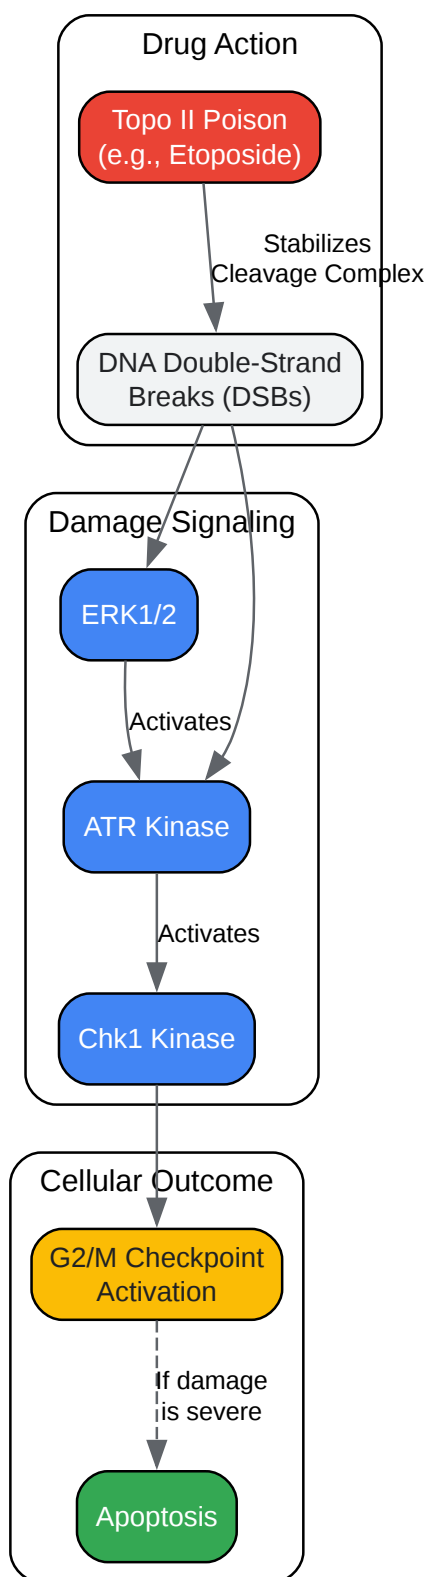 Drug Action
Topo II Poison
(e.g., Etoposide)
Stabilizes
Cleavage Complex
DNA Double-Strand
Breaks (DSBs)
Damage Signaling
ERK1/2
Activates
ATR Kinase
Activates
Chk1 Kinase
Cellular Outcome
G2/M Checkpoint
Activation
If damage
is severe
Apoptosis